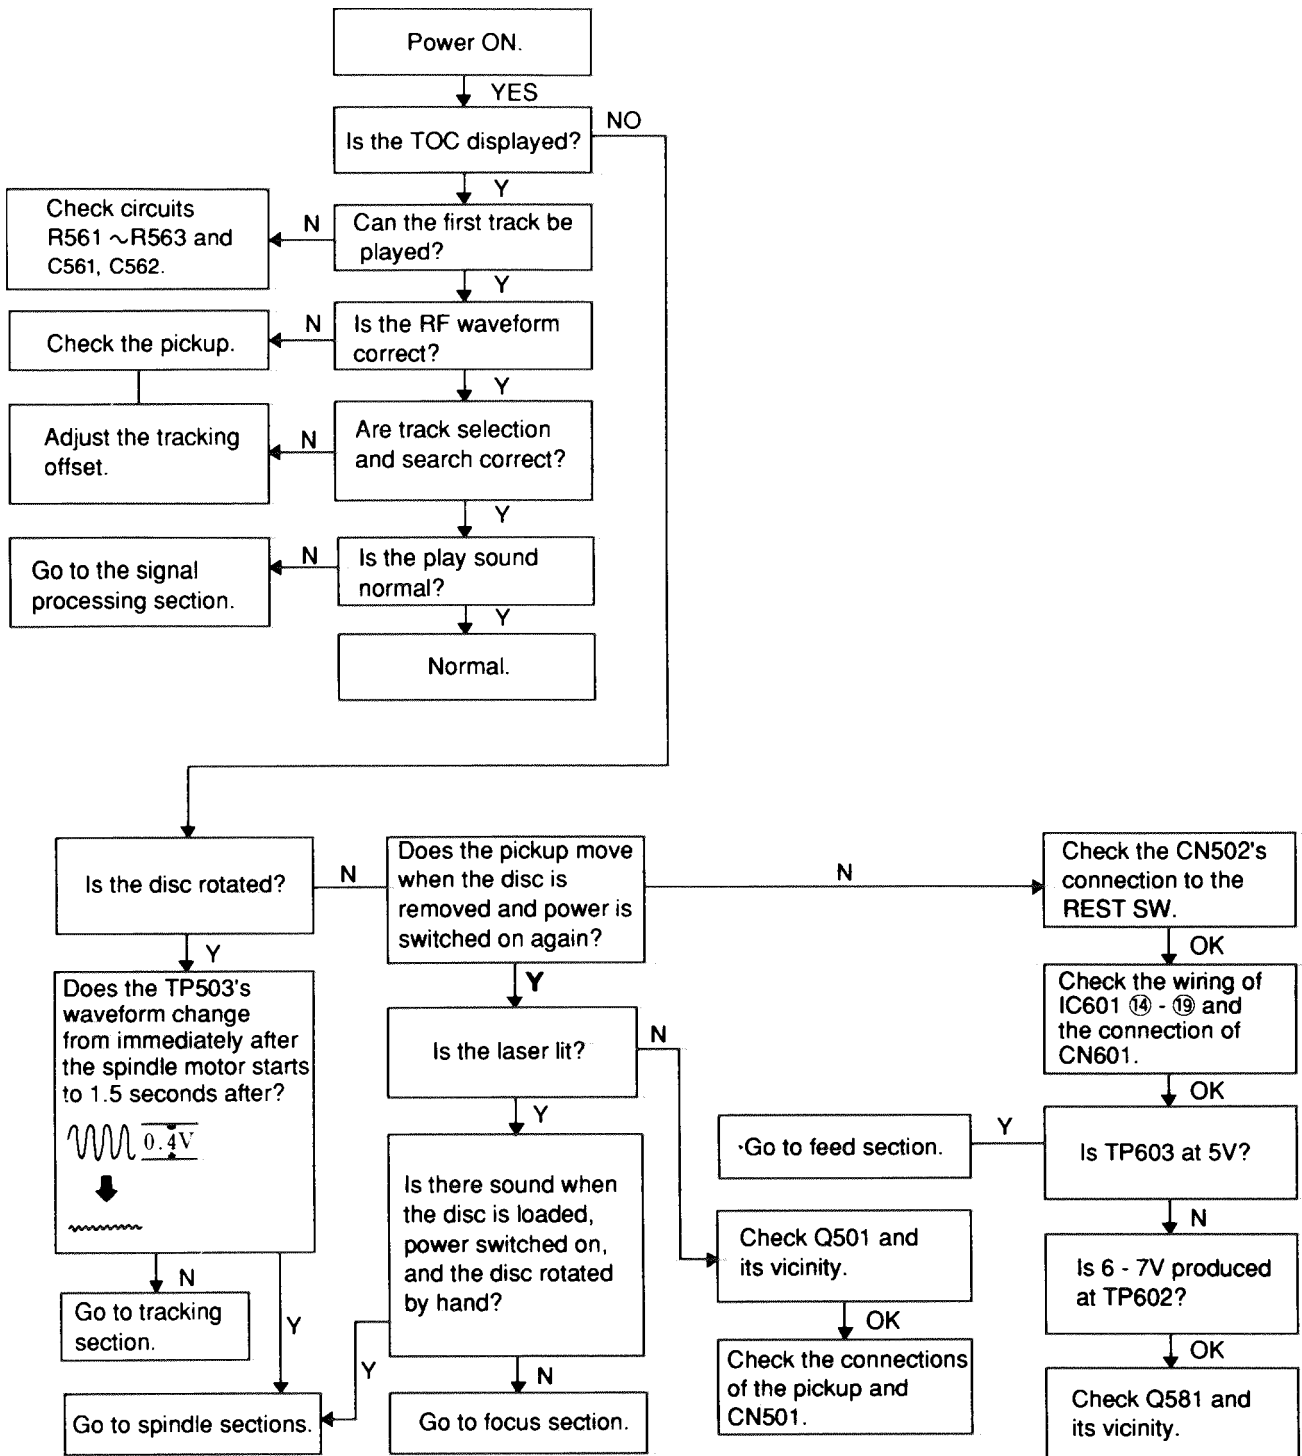 Power ON.
YES
Is the TOC displayed?
NO
Y
Check circuits
R561 ~R563 and
C561, C562.
N
Can the first track be
played?
Y
Check the pickup.
N
Is the RF waveform
correct?
Y
Adjust the tracking
offset.
N
Are track selection
and search correct?
Y
Go to the signal
processing section.
N
Is the play sound
normal?
Y
Normal.
Is the disc rotated?
N
Does the pickup move
when the disc is
removed and power is
switched on again?
N
Check the CN502's
connection to the
REST SW.
Y
Does the TP503's
waveform change
from immediately after
the spindle motor starts
to 1.5 seconds after?
0.4V
Y
Is the laser lit?
N
OK
Check the wiring of
IC601 ⑭ - ⑲ and
the connection of
CN601.
OK
Y
Is there sound when
the disc is loaded,
power switched on,
and the disc rotated
by hand?
Go to feed section.
Y
Is TP603 at 5V?
N
Check Q501 and
its vicinity.
Is 6 - 7V produced
at TP602?
N
Go to tracking
section.
Y
Y
N
OK
Check the connections
of the pickup and
CN501.
OK
Check Q581 and
its vicinity.
Go to spindle sections.
Go to focus section.